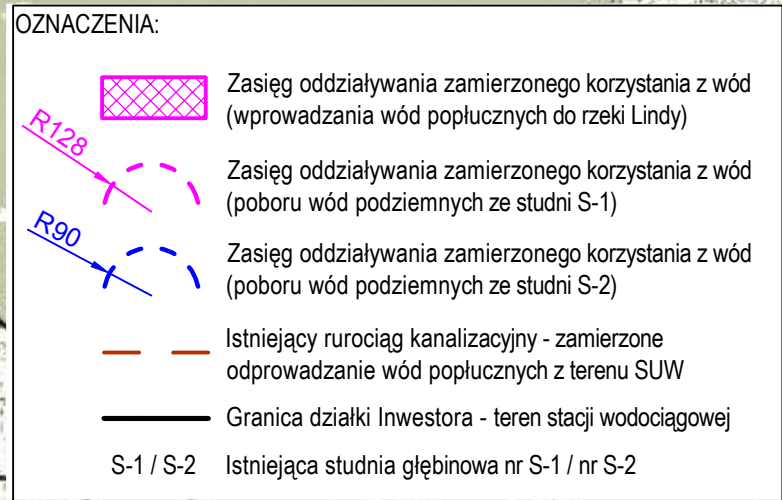 OZNACZENIA:
Zasięg oddziaływania zamierzonego korzystania z wód
(wprowadzania wód popłucznych do rzeki Lindy)
R128
Zasięg oddziaływania zamierzonego korzystania z wód
(poboru wód podziemnych ze studni S-1)
R90
Zasięg oddziaływania zamierzonego korzystania z wód
(poboru wód podziemnych ze studni S-2)
Istniejący rurociąg kanalizacyjny - zamierzone
odprowadzanie wód popłucznych z terenu SUW
Granica działki Inwestora - teren stacji wodociągowej
S-1 / S-2 Istniejąca studnia głębinowa nr S-1 / nr S-2